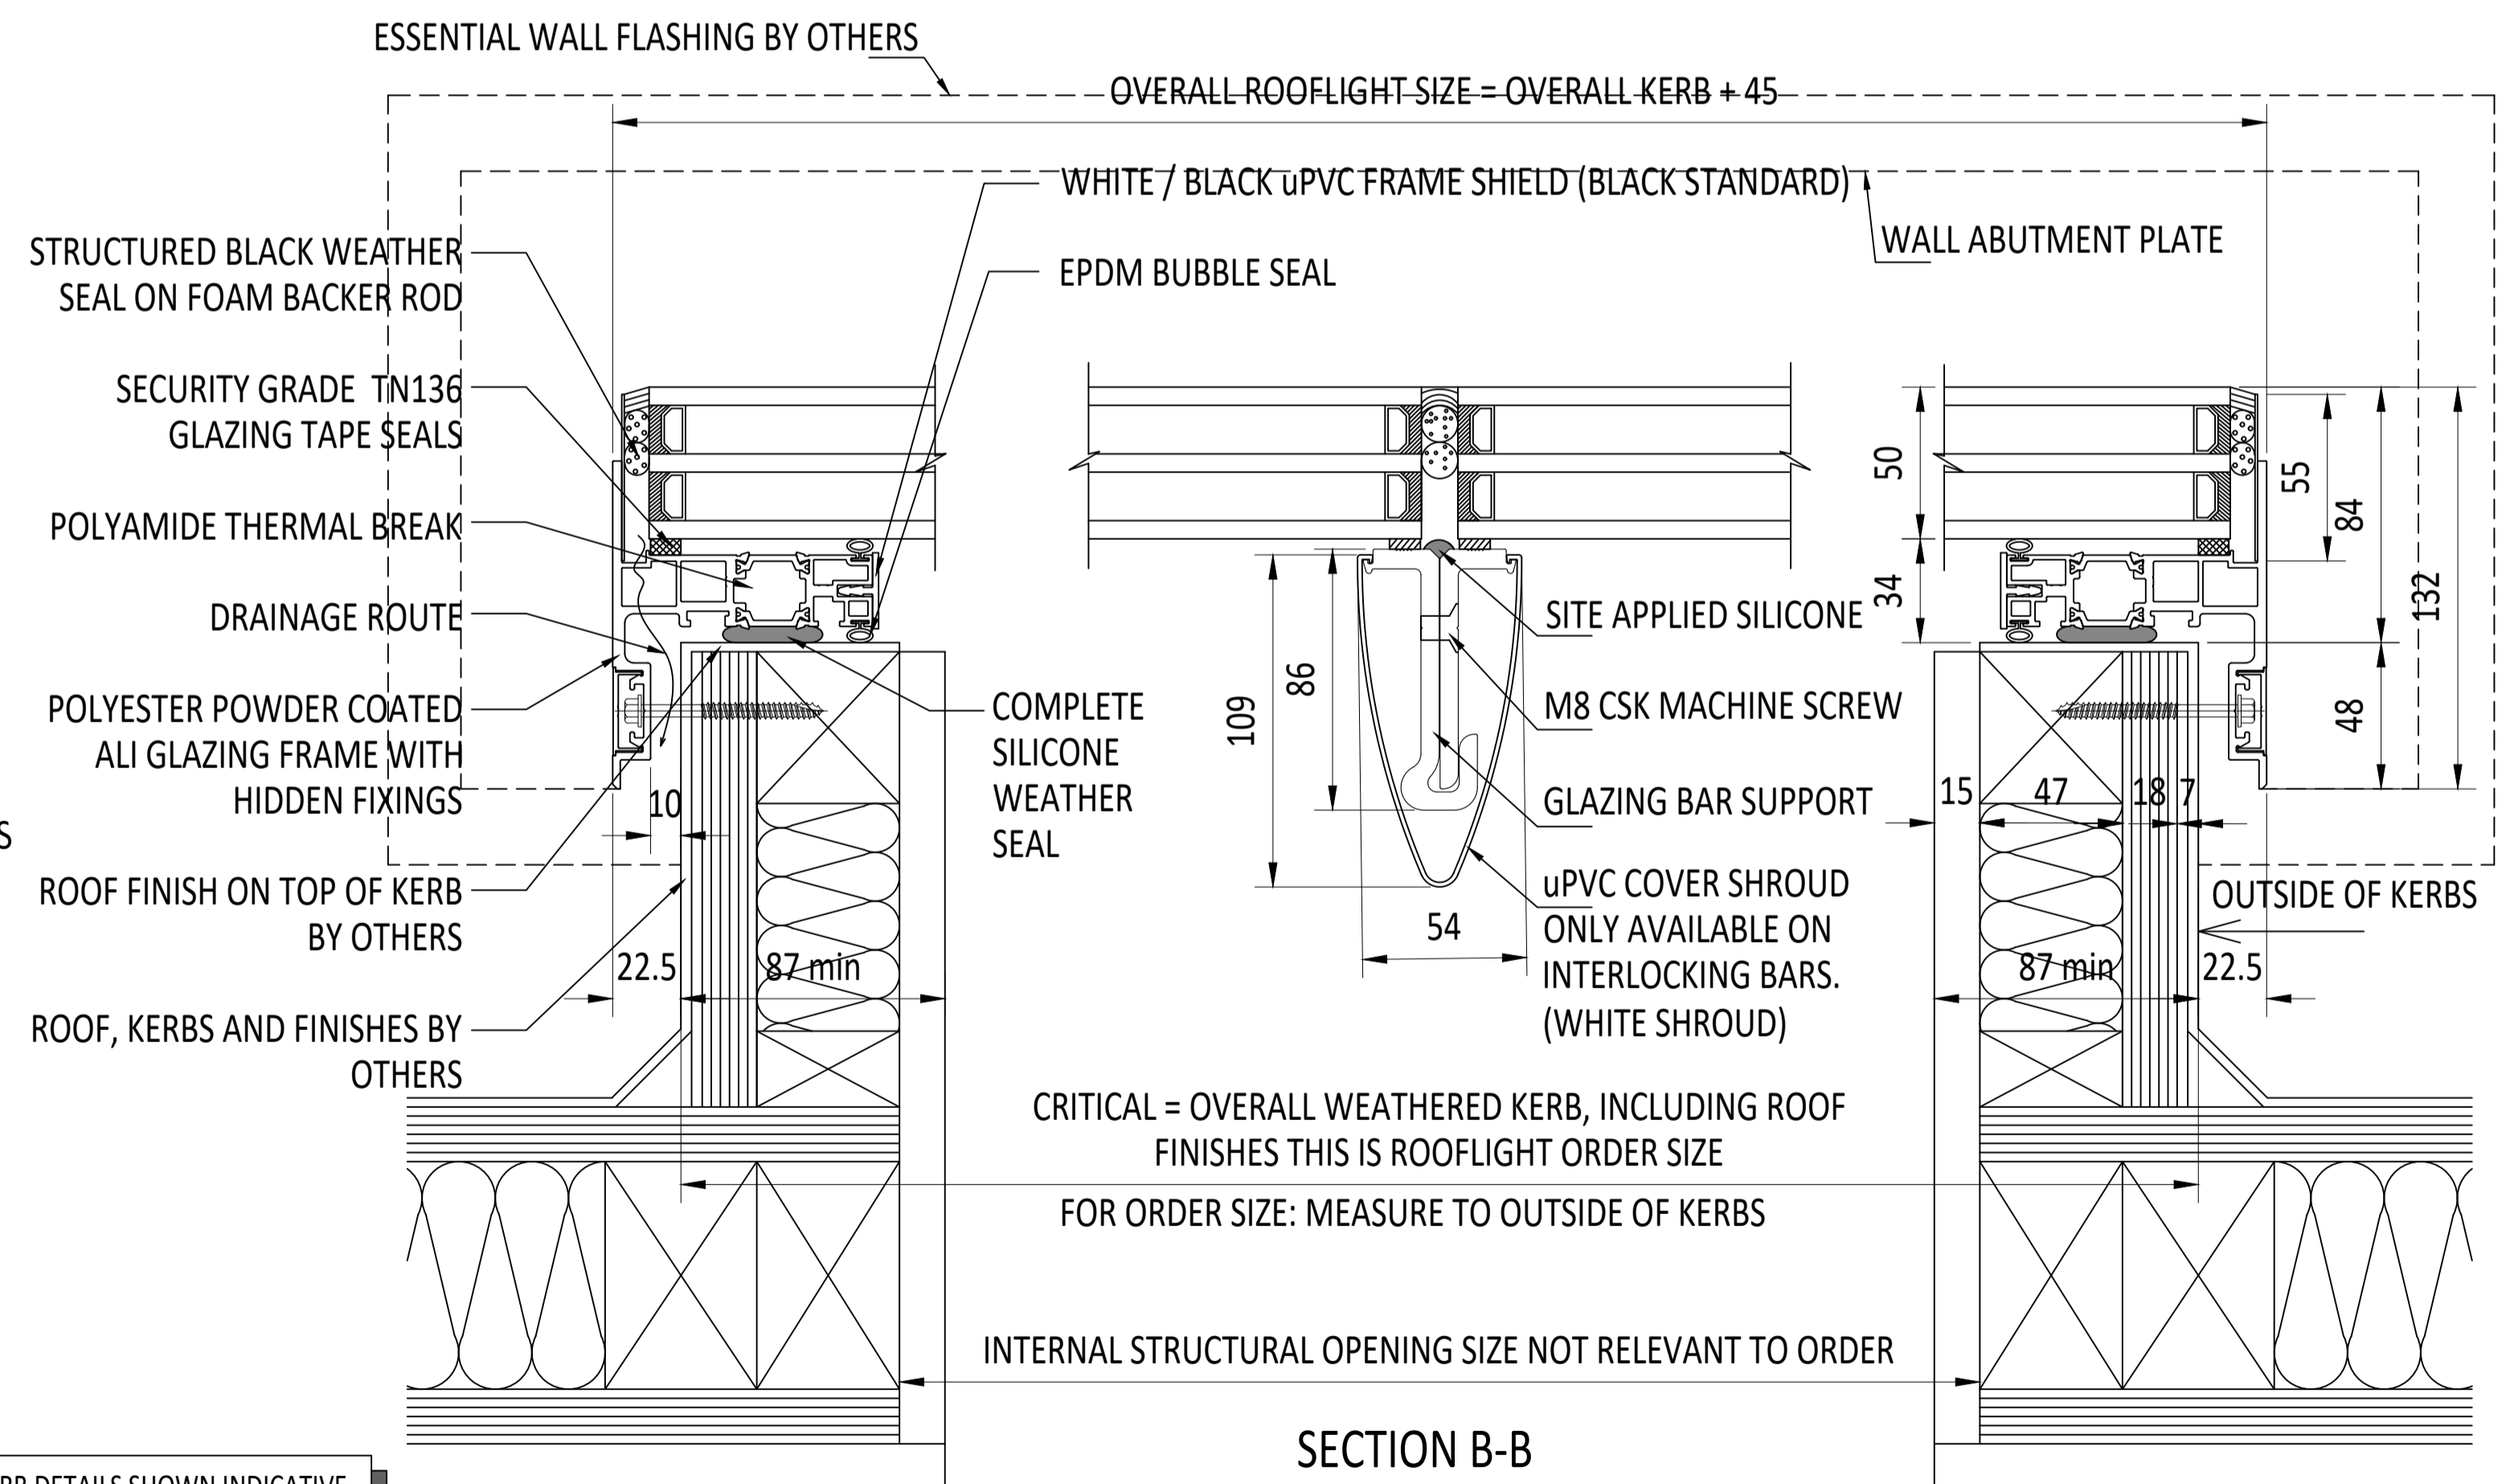 ESSENTIAL WALL FLASHING BY OTHERS
OVERALL ROOFLIGHT SIZE = OVERALL KERB + 45
WHITE / BLACK uPVC FRAME SHIELD (BLACK STANDARD)
WALL ABUTMENT PLATE
EPDM BUBBLE SEAL
STRUCTURED BLACK WEATHER
SEAL ON FOAM BACKER ROD
SECURITY GRADE TN136
GLAZING TAPE SEALS
POLYAMIDE THERMAL BREAK
DRAINAGE ROUTE
POLYESTER POWDER COATED
ALI GLAZING FRAME WITH
HIDDEN FIXINGS
S
ROOF FINISH ON TOP OF KERB
BY OTHERS
ROOF, KERBS AND FINISHES BY
OTHERS
10
22.5
87 min
COMPLETE
SILICONE
WEATHER
SEAL
109
86
54
SITE APPLIED SILICONE
M8 CSK MACHINE SCREW
GLAZING BAR SUPPORT
uPVC COVER SHROUD
ONLY AVAILABLE ON
INTERLOCKING BARS.
(WHITE SHROUD)
50
34
55
84
132
48
15
47
18
7
OUTSIDE OF KERBS
87 min
22.5
CRITICAL = OVERALL WEATHERED KERB, INCLUDING ROOF
FINISHES THIS IS ROOFLIGHT ORDER SIZE
FOR ORDER SIZE: MEASURE TO OUTSIDE OF KERBS
INTERNAL STRUCTURAL OPENING SIZE NOT RELEVANT TO ORDER
SECTION B-B
DETAILS SHOWN INDICATIVE